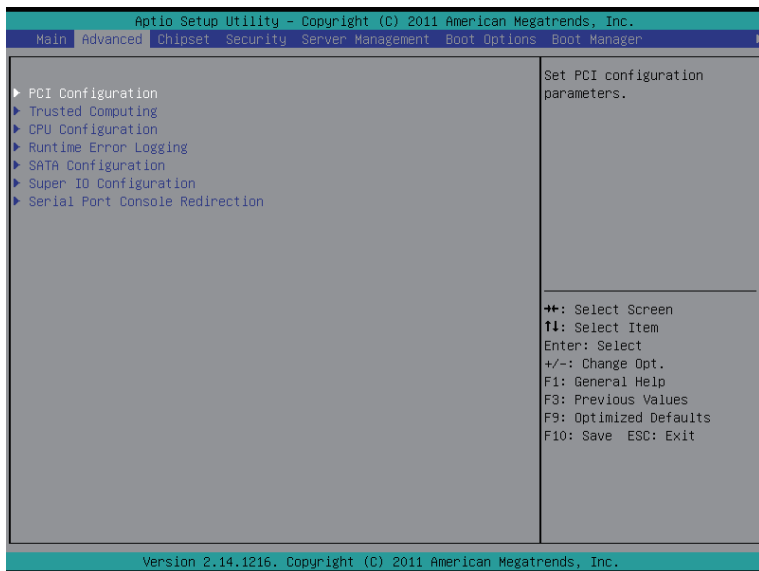 Aptio Setup Utility – Copyright (C) 2011 American Megatrends, Inc.
Main Advanced Chipset Security Server Management Boot Options Boot Manager
PCI Configuration
Trusted Computing
CPU Configuration
Runtime Error Logging
SATA Configuration
Super IO Configuration
Serial Port Console Redirection
Set PCI configuration
parameters.
→←: Select Screen
↑↓: Select Item
Enter: Select
+/-: Change Opt.
F1: General Help
F3: Previous Values
F9: Optimized Defaults
F10: Save ESC: Exit
Version 2.14.1216. Copyright (C) 2011 American Megatrends, Inc.